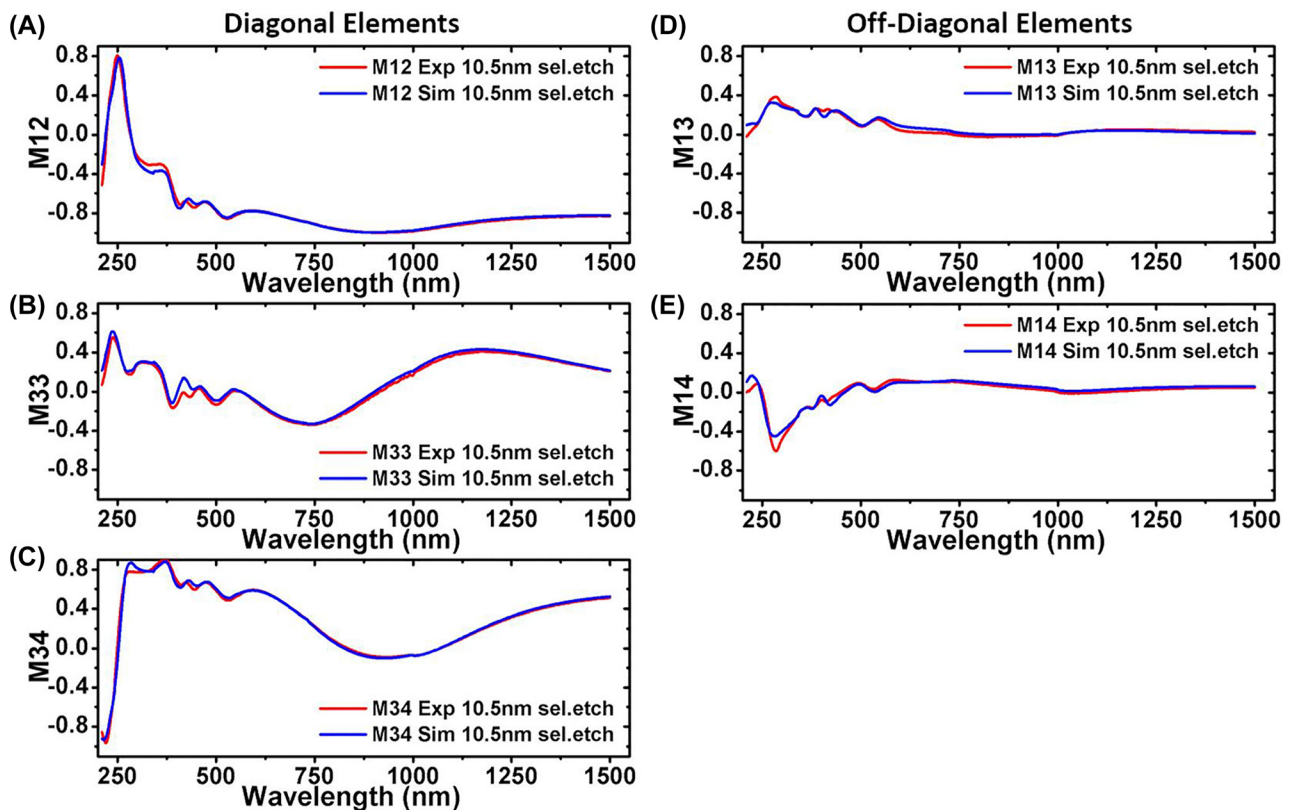 (A)
Diagonal Elements
0.8
0.4
0.0
-0.4
-0.8
M12
M12 Exp 10.5nm sel.etch
M12 Sim 10.5nm sel.etch
250 500 750 1000 1250 1500
Wavelength (nm)
(B)
0.8
0.4
0.0
-0.4
-0.8
M33
M33 Exp 10.5nm sel.etch
M33 Sim 10.5nm sel.etch
250 500 750 1000 1250 1500
Wavelength (nm)
(C)
0.8
0.4
0.0
-0.4
-0.8
M34
M34 Exp 10.5nm sel.etch
M34 Sim 10.5nm sel.etch
250 500 750 1000 1250 1500
Wavelength (nm)
(D)
Off-Diagonal Elements
0.8
0.4
0.0
-0.4
-0.8
M13
M13 Exp 10.5nm sel.etch
M13 Sim 10.5nm sel.etch
250 500 750 1000 1250 1500
Wavelength (nm)
(E)
0.8
0.4
0.0
-0.4
-0.8
M14
M14 Exp 10.5nm sel.etch
M14 Sim 10.5nm sel.etch
250 500 750 1000 1250 1500
Wavelength (nm)